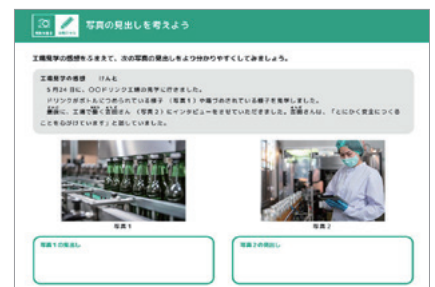 写真の見出しを考えよう
工場見学の感想をふまえて、次の写真の見出しをより分かりやすくしてみましょう。
工場見学の感想 けんと
5月24日に、〇〇ドリンク工場の見学に行きました。
ドリンクがボトルにつめられている様子（写真1）や箱づめされている様子を見学しました。
最後に、工場で働く吉田さん（写真2）にインタビューをさせていただきました。吉田さんは、「とにかく安全につくる
ことを心がけています」と話していました。
写真1
写真2
写真1の見出し
写真2の見出し